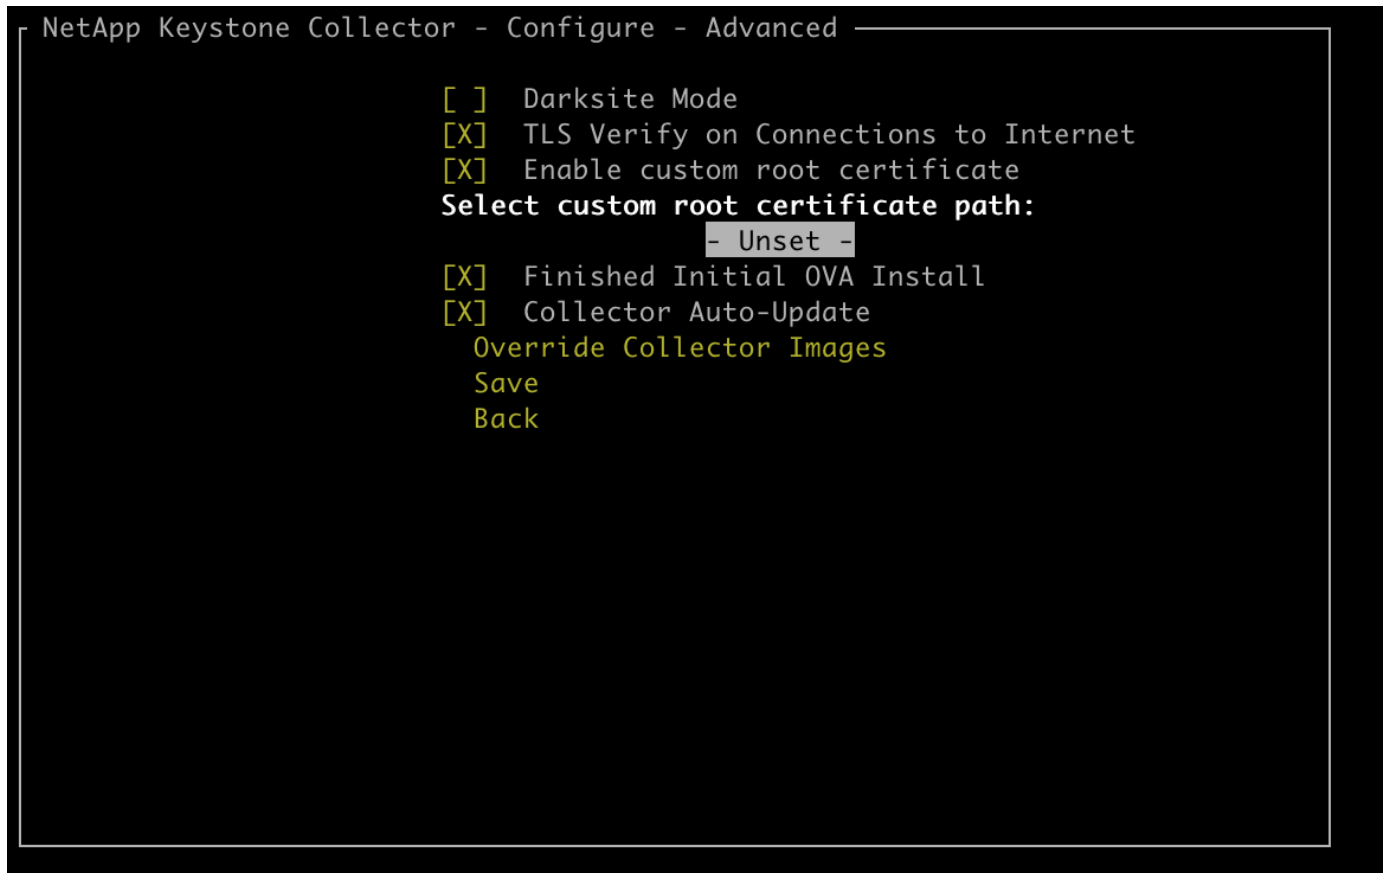 NetApp Keystone Collector - Configure - Advanced
[ ] Darksite Mode
[X] TLS Verify on Connections to Internet
[X] Enable custom root certificate
Select custom root certificate path:
- Unset -
[X] Finished Initial OVA Install
[X] Collector Auto-Update
Override Collector Images
Save
Back